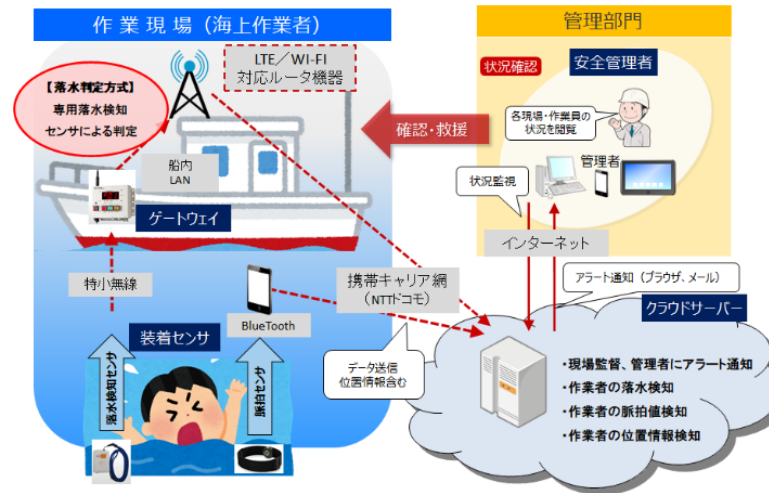 作業現場（海上作業者）
LTE／WI-FI
対応ルータ機器
【落水判定方式】
専用落水検知
センサによる判定
船内
LAN
ゲートウェイ
特小無線
BlueTooth
装着センサ
落水検知センサ
脈拍センサ
携帯キャリア網
（NTTドコモ）
データ送信
位置情報含む
確認・救援
管理部門
状況確認
安全管理者
各現場・作業員の
状況を閲覧
管理者
状況監視
インターネット
アラート通知（ブラウザ、メール）
クラウドサーバー
・現場監督、管理者にアラート通知
・作業者の落水検知
・作業者の脈拍値検知
・作業者の位置情報検知